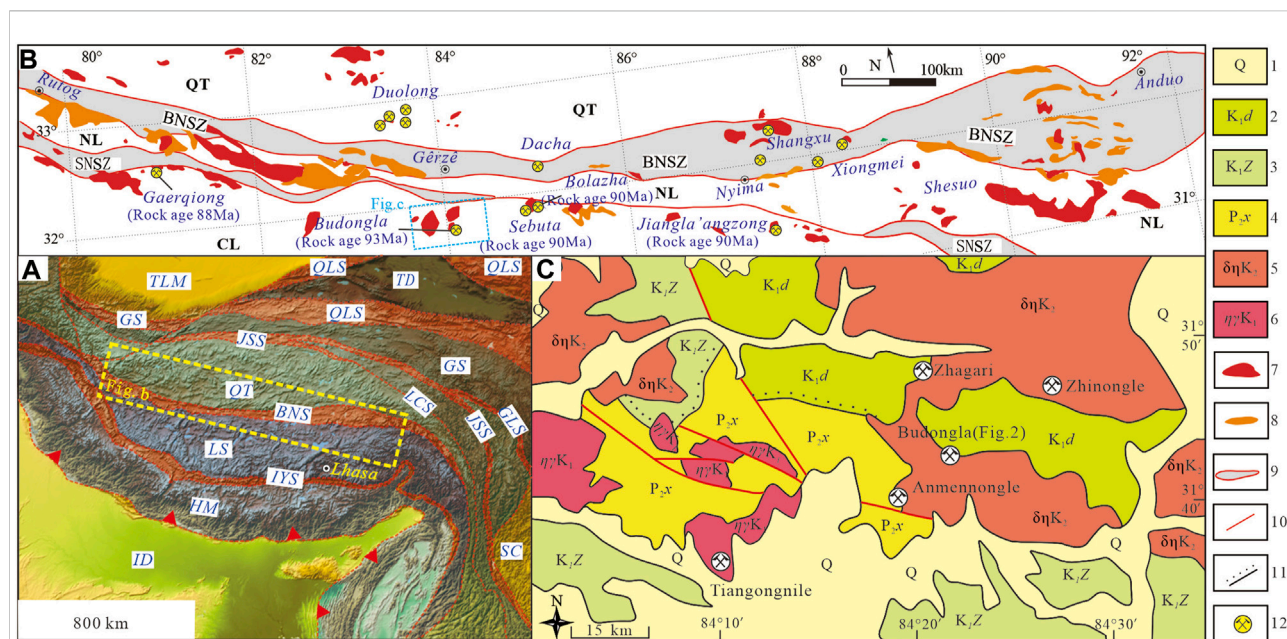 B
80°
82°
84°
86°
88°
90°
92°
N
0
100km
Rutog
QT
Duolong
QT
Anduo
33°
NL
BNSZ
SNSZ
Gêrzê
Dacha
BNSZ
Shangxu
BNSZ
Gaerqiong
(Rock age 88Ma)
Bolazha
(Rock age 90Ma)
NL
Nyima
Xiongmei
Shesuo
31°
NL
Fig.c
32°
CL
Budongla
(Rock age 93Ma)
Sebuta
(Rock age 90Ma)
Jiangla'angzong
(Rock age 90Ma)
SNSZ
A
TLM
QLS
TD
QLS
GS
QLS
JSS
GS
Fig. b
QT
BNS
LCS
JSS
GLS
LS
Lhasa
IYS
HM
ID
SC
800 km
C
Q
K₁Z
K₁d
K₁d
δηK₂
Q
δηK₂
Q
31°
50'
K₁Z
δηK₂
K₁d
Zhagari
Zhinongle
P₂x
Budongla(Fig.2)
K₁d
ηγK₁
ηγK₁
ηγK₁
P₂x
δηK₂
Anmennongle
31°
40'
P₂x
ηγK
P₂x
δηK₂
δηK₂
Q
Q
Q
Tiangongnile
K₁Z
K₁Z
K₁Z
K₁Z
N
15 km
84°10'
84°20'
84°30'
Q 1
K₁d 2
K₁Z 3
P₂x 4
δηK₂ 5
ηγK₁ 6
7
8
9
10
11
12